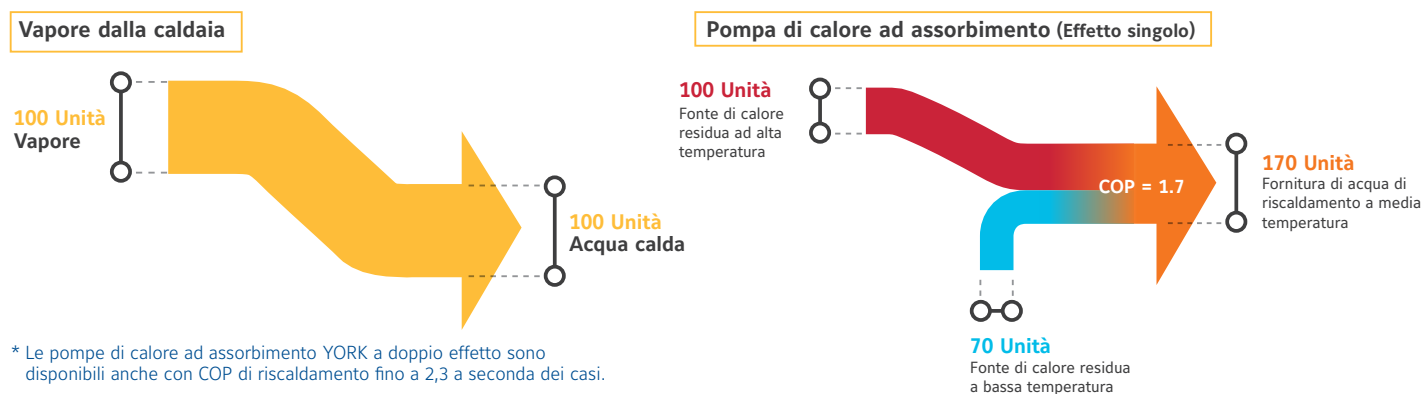 Vapore dalla caldaia
100 Unità
Vapore
100 Unità
Acqua calda
* Le pompe di calore ad assorbimento YORK a doppio effetto sono
disponibili anche con COP di riscaldamento fino a 2,3 a seconda dei casi.
Pompa di calore ad assorbimento (Effetto singolo)
100 Unità
Fonte di calore
residua ad alta
temperatura
COP = 1.7
170 Unità
Fornitura di acqua di
riscaldamento a media
temperatura
70 Unità
Fonte di calore residua
a bassa temperatura